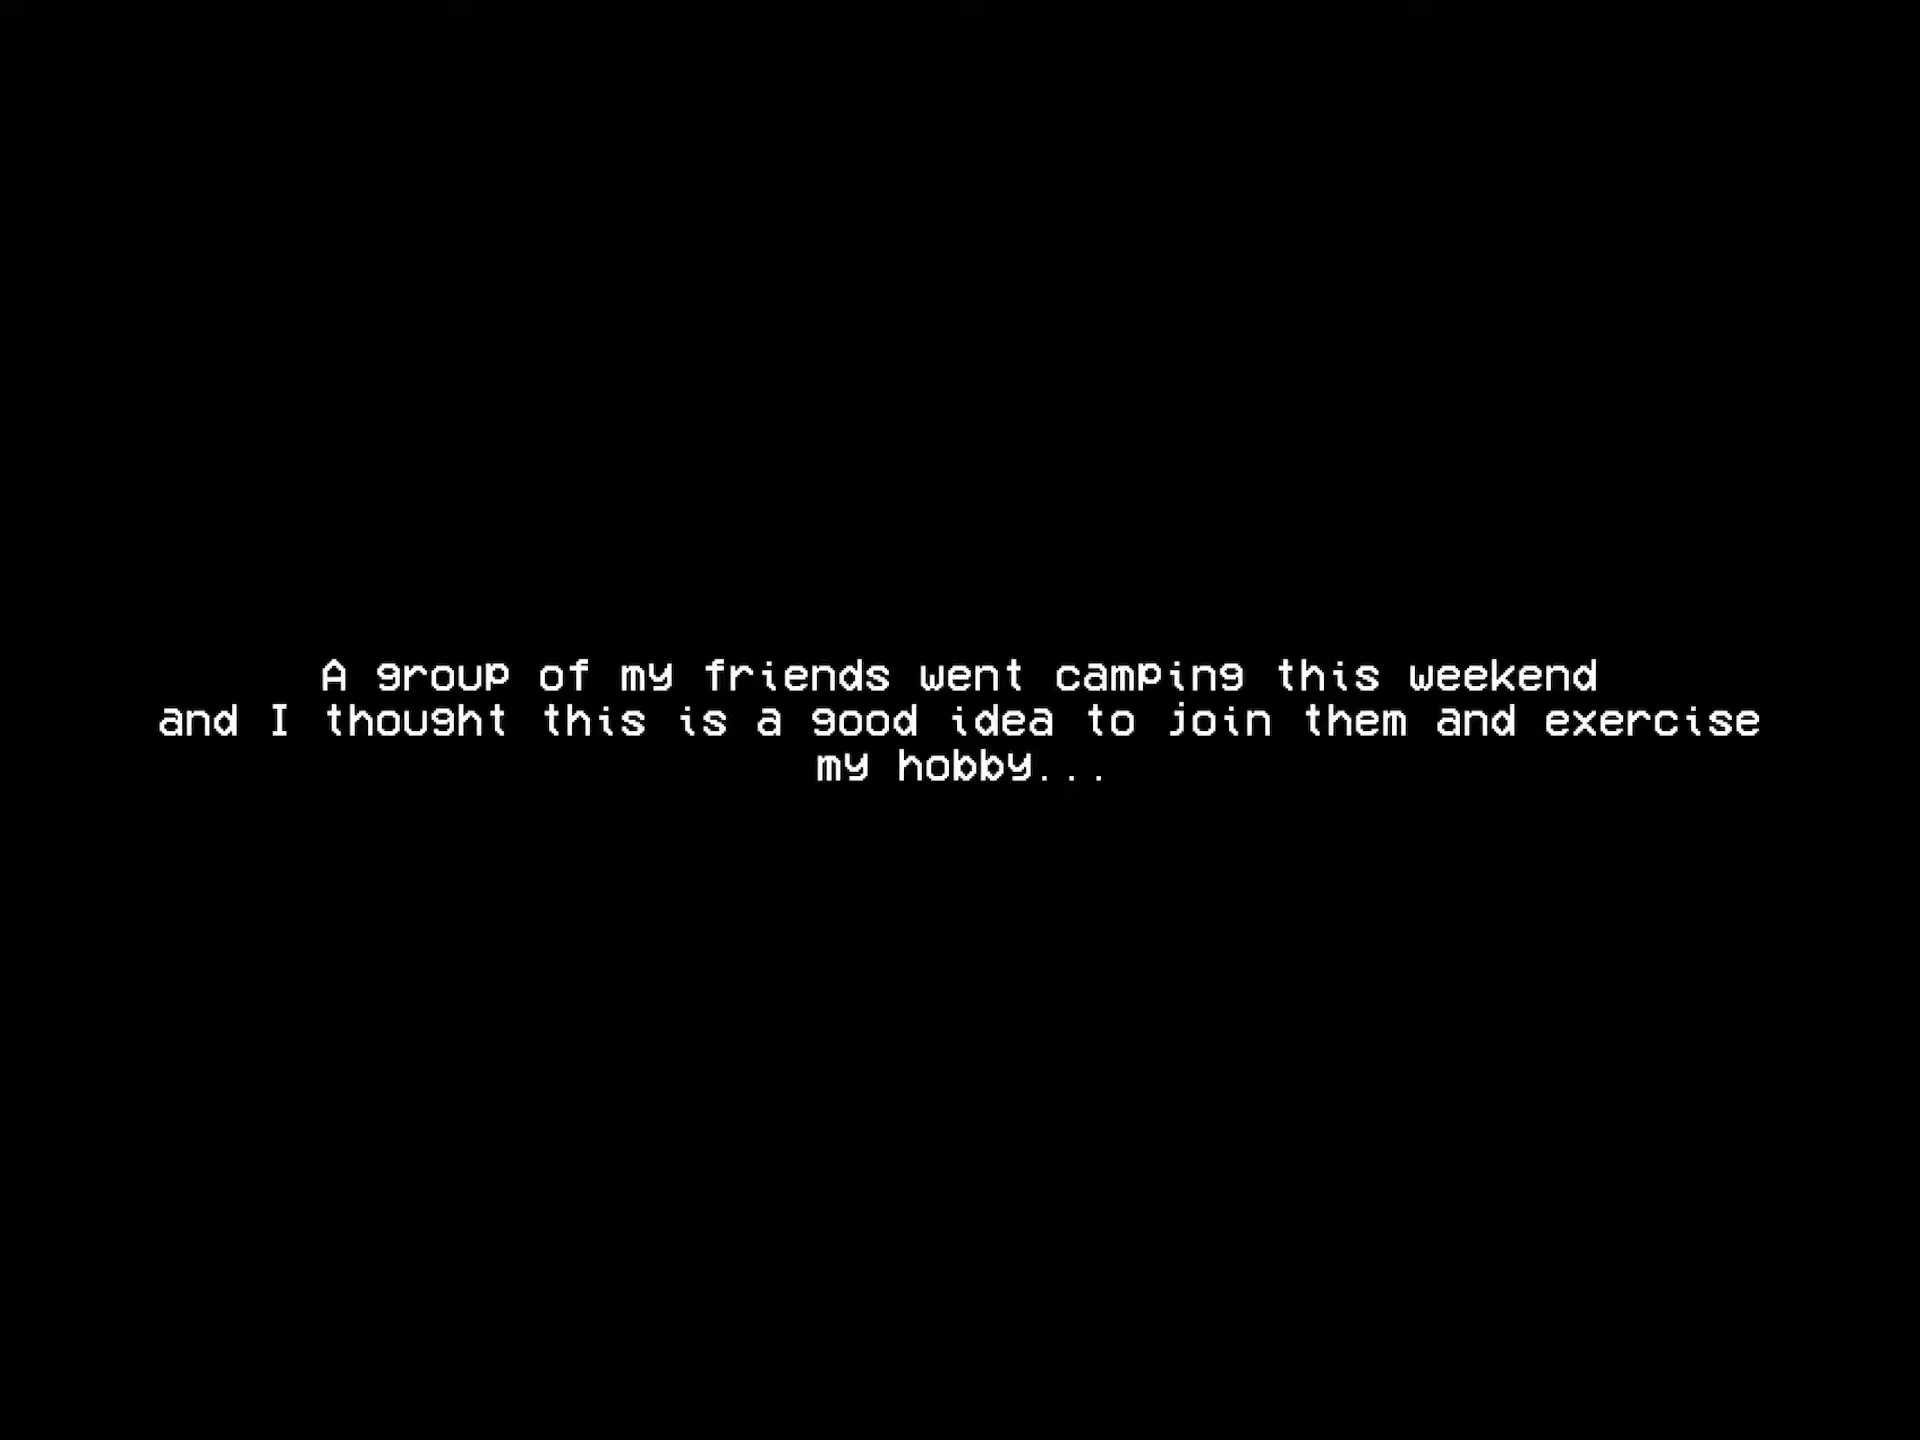 A group of my friends went camping this weekend
and I thought this is a good idea to join them and exercise
my hobby...